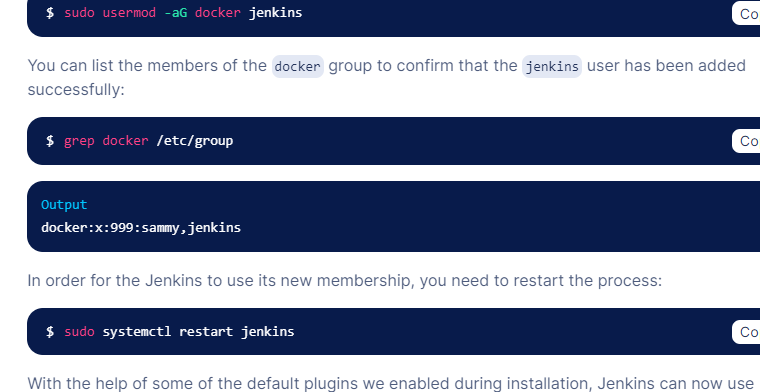 $ sudo usermod -aG docker jenkins
Co
You can list the members of the docker group to confirm that the jenkins user has been added
successfully:
$ grep docker /etc/group
Co
Output
docker:x:999:sammy,jenkins
In order for the Jenkins to use its new membership, you need to restart the process:
$ sudo systemctl restart jenkins
Co
With the help of some of the default plugins we enabled during installation, Jenkins can now use